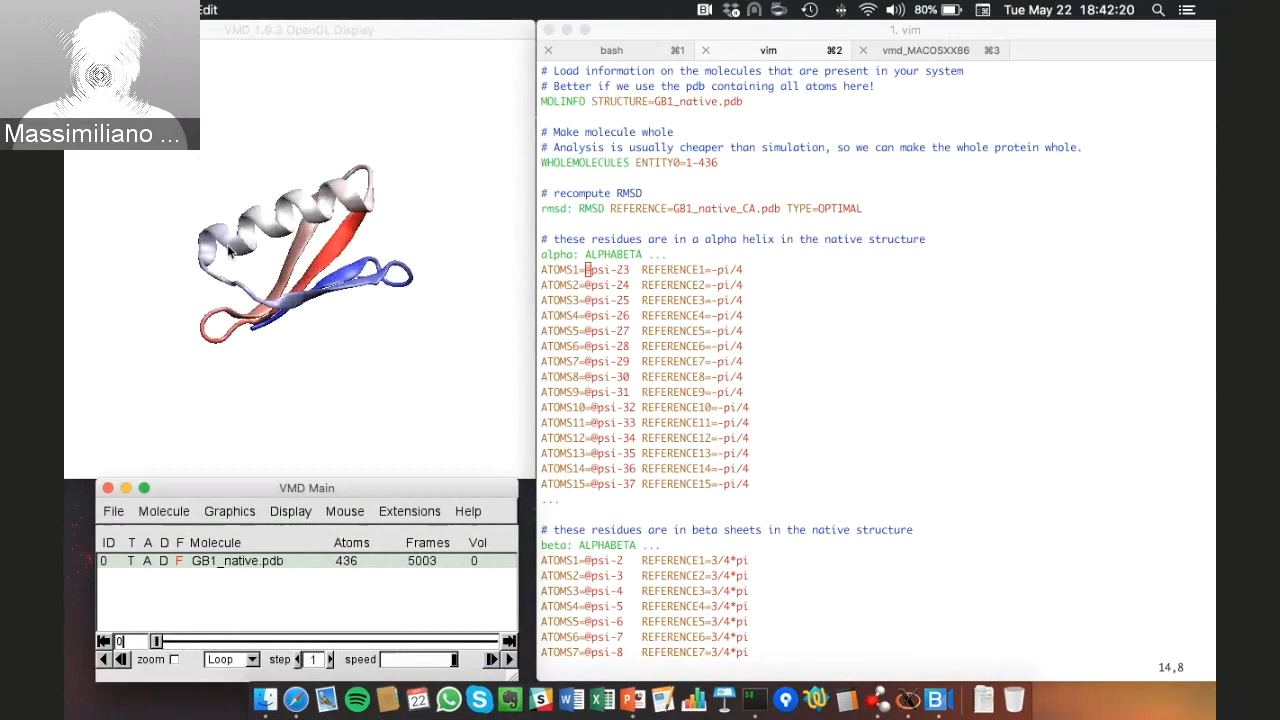 Edit
80%
Tue May 22 18:42:20
Massimiliano ...
VMD 1.9.3 OpenGL Display
1. vim
bash ⌘1
vim ⌘2
vmd_MACOSXX86 ⌘3
# Load information on the molecules that are present in your system
# Better if we use the pdb containing all atoms here!
MOLINFO STRUCTURE=GB1_native.pdb
# Make molecule whole
# Analysis is usually cheaper than simulation, so we can make the whole protein whole.
WHOLEMOLECULES ENTITY0=1-436
# recompute RMSD
rmsd: RMSD REFERENCE=GB1_native_CA.pdb TYPE=OPTIMAL
# these residues are in a alpha helix in the native structure
alpha: ALPHABETA ...
ATOMS1=@psi-23 REFERENCE1=-pi/4
ATOMS2=@psi-24 REFERENCE2=-pi/4
ATOMS3=@psi-25 REFERENCE3=-pi/4
ATOMS4=@psi-26 REFERENCE4=-pi/4
ATOMS5=@psi-27 REFERENCE5=-pi/4
ATOMS6=@psi-28 REFERENCE6=-pi/4
ATOMS7=@psi-29 REFERENCE7=-pi/4
ATOMS8=@psi-30 REFERENCE8=-pi/4
ATOMS9=@psi-31 REFERENCE9=-pi/4
ATOMS10=@psi-32 REFERENCE10=-pi/4
ATOMS11=@psi-33 REFERENCE11=-pi/4
ATOMS12=@psi-34 REFERENCE12=-pi/4
ATOMS13=@psi-35 REFERENCE13=-pi/4
ATOMS14=@psi-36 REFERENCE14=-pi/4
ATOMS15=@psi-37 REFERENCE15=-pi/4
...
# these residues are in beta sheets in the native structure
beta: ALPHABETA ...
ATOMS1=@psi-2 REFERENCE1=3/4*pi
ATOMS2=@psi-3 REFERENCE2=3/4*pi
ATOMS3=@psi-4 REFERENCE3=3/4*pi
ATOMS4=@psi-5 REFERENCE4=3/4*pi
ATOMS5=@psi-6 REFERENCE5=3/4*pi
ATOMS6=@psi-7 REFERENCE6=3/4*pi
ATOMS7=@psi-8 REFERENCE7=3/4*pi
14,8
VMD Main
File Molecule Graphics Display Mouse Extensions Help
ID T A D F Molecule Atoms Frames Vol
0 T A D F GB1_native.pdb 436 5003 0
0
zoom Loop step 1 speed
22